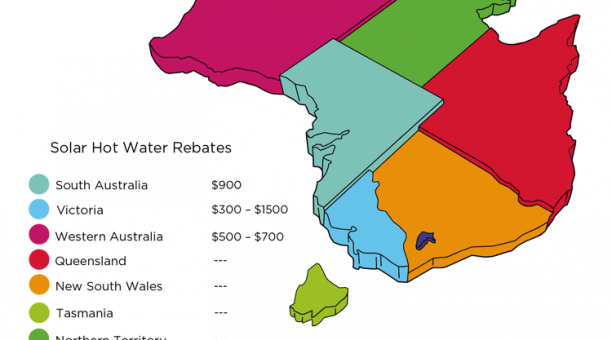 Solar Hot Water Rebates
South Australia $900
Victoria $300 – $1500
Western Australia $500 – $700
Queensland ---
New South Wales ---
Tasmania ---
Northern Territory ---